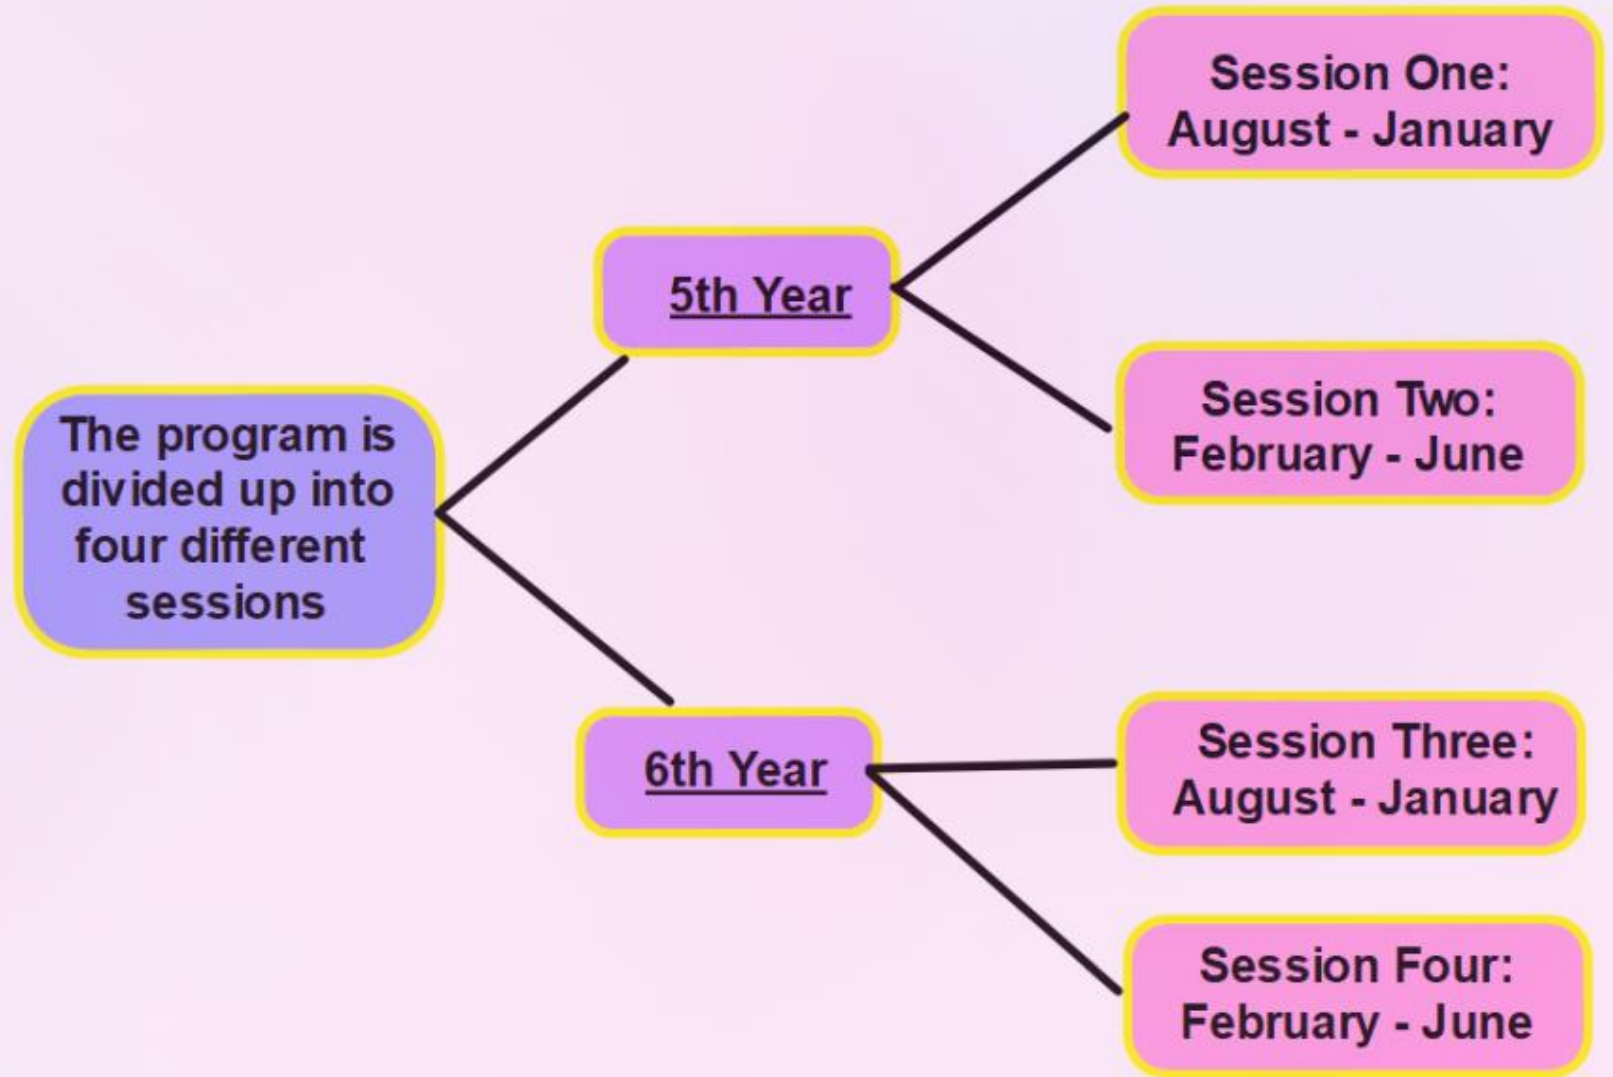 The program is
divided up into
four different
sessions
5th Year
Session One:
August - January
Session Two:
February - June
6th Year
Session Three:
August - January
Session Four:
February - June